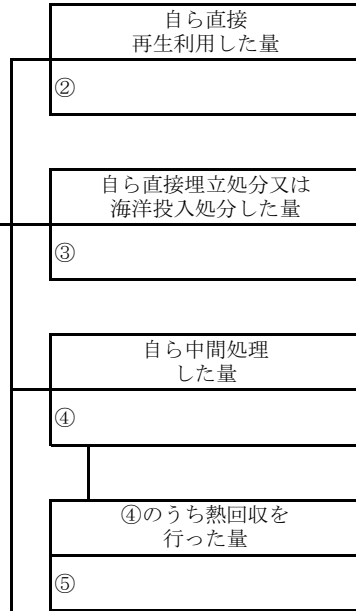 自ら直接
再生利用した量
②
自ら直接埋立処分又は
海洋投入処分した量
③
自ら中間処理
した量
④
④のうち熱回収を
行った量
⑤